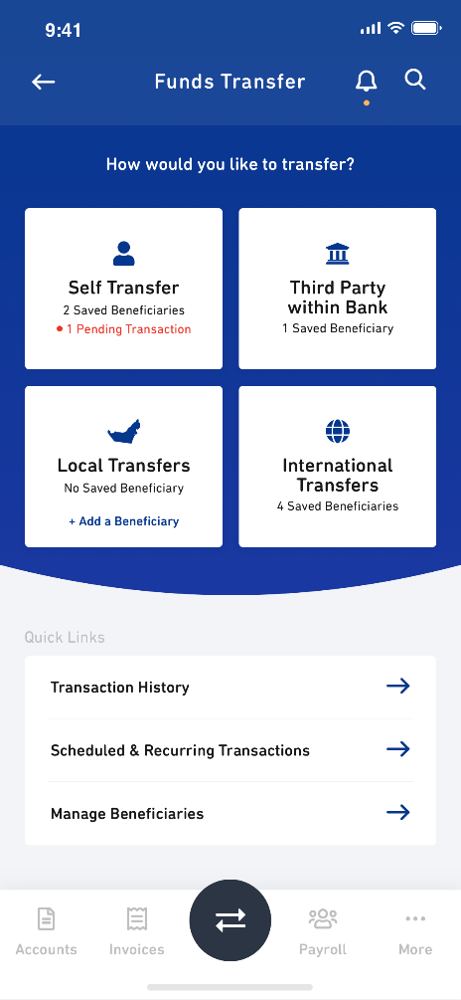 9:41
Funds Transfer
How would you like to transfer?
Self Transfer
2 Saved Beneficiaries
1 Pending Transaction
Third Party
within Bank
1 Saved Beneficiary
Local Transfers
No Saved Beneficiary
+ Add a Beneficiary
International
Transfers
4 Saved Beneficiaries
Quick Links
Transaction History
Scheduled & Recurring Transactions
Manage Beneficiaries
Accounts
Invoices
Payroll
More